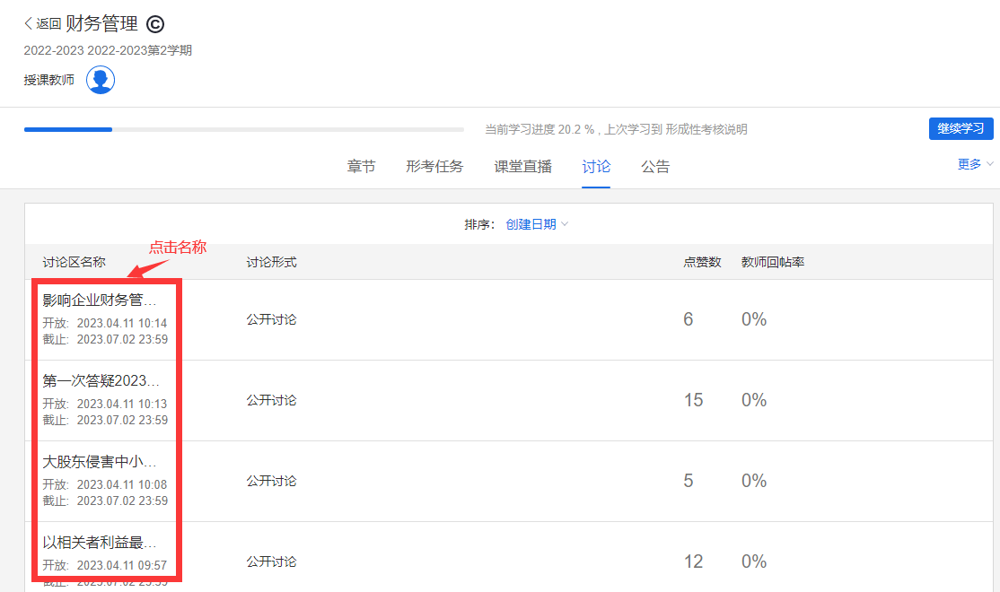 返回 财务管理 ©
2022-2023 2022-2023第2学期
授课教师
当前学习进度 20.2 % , 上次学习到 形成性考核说明
继续学习
章节 形考任务 课堂直播 讨论 公告
更多
排序: 创建日期
点击名称
讨论区名称 讨论形式 点赞数 教师回帖率
影响企业财务管...
开放: 2023.04.11 10:14
截止: 2023.07.02 23:59
公开讨论 6 0%
第一次答疑2023...
开放: 2023.04.11 10:13
截止: 2023.07.02 23:59
公开讨论 15 0%
大股东侵害中小...
开放: 2023.04.11 10:08
截止: 2023.07.02 23:59
公开讨论 5 0%
以相关者利益最...
开放: 2023.04.11 09:57
截止: 2023.07.02 23:59
公开讨论 12 0%